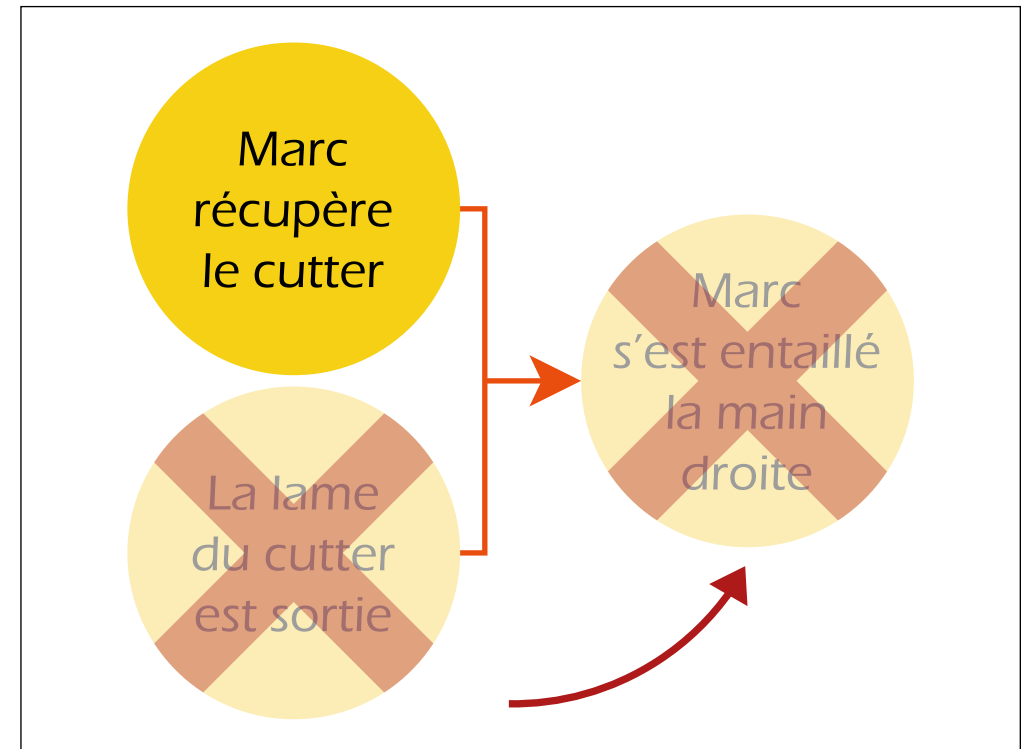 Marc
récupère
le cutter
La lame
du cutter
est sortie
Marc
s'est entaillé
la main
droite